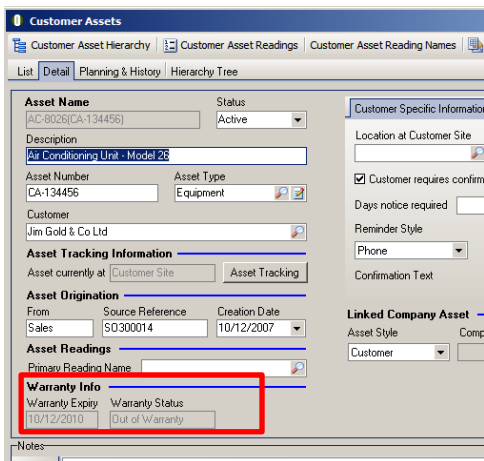 Customer Assets
Customer Asset Hierarchy Customer Asset Readings Customer Asset Reading Names
List Detail Planning & History Hierarchy Tree
Asset Name Status
AC-8026(CA-134456) Active
Description
Air Conditioning Unit - Model 26
Asset Number Asset Type
CA-134456 Equipment
Customer
Jim Gold & Co Ltd
Asset Tracking Information
Asset currently at Customer Site Asset Tracking
Asset Origination
From Source Reference Creation Date
Sales SO300014 10/12/2007
Asset Readings
Primary Reading Name
Warranty Info
Warranty Expiry Warranty Status
10/12/2010 Out of Warranty
Notes
Customer Specific Information
Location at Customer Site
Customer requires confirm
Days notice required
Reminder Style
Phone
Confirmation Text
Linked Company Asset
Asset Style Comp
Customer